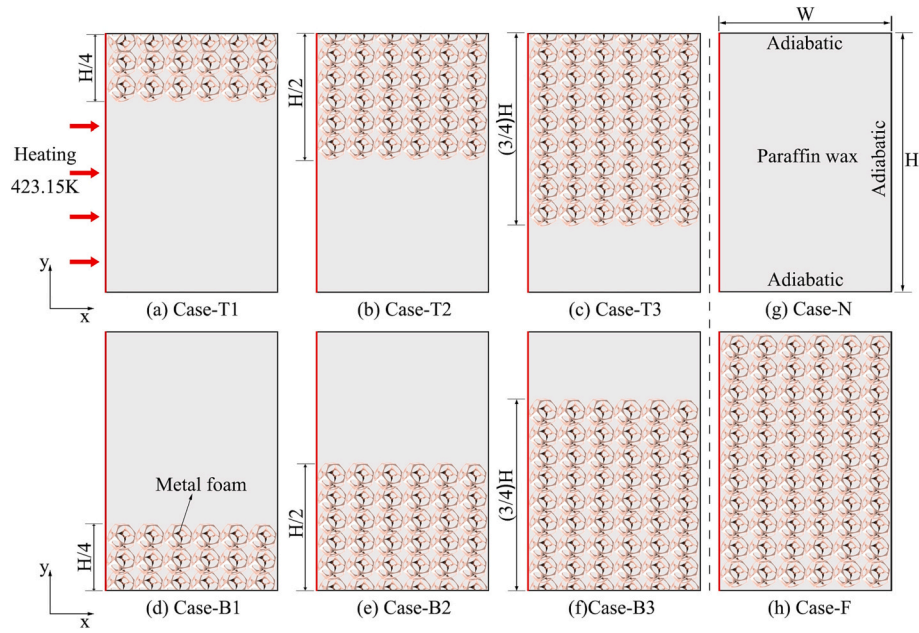 H/4
Heating
423.15K
y
x
(a) Case-T1
H/2
(b) Case-T2
(3/4)H
(c) Case-T3
W
Adiabatic
Paraffin wax
Adiabatic
H
Adiabatic
(g) Case-N
Metal foam
H/4
y
x
(d) Case-B1
H/2
(e) Case-B2
(3/4)H
(f)Case-B3
(h) Case-F